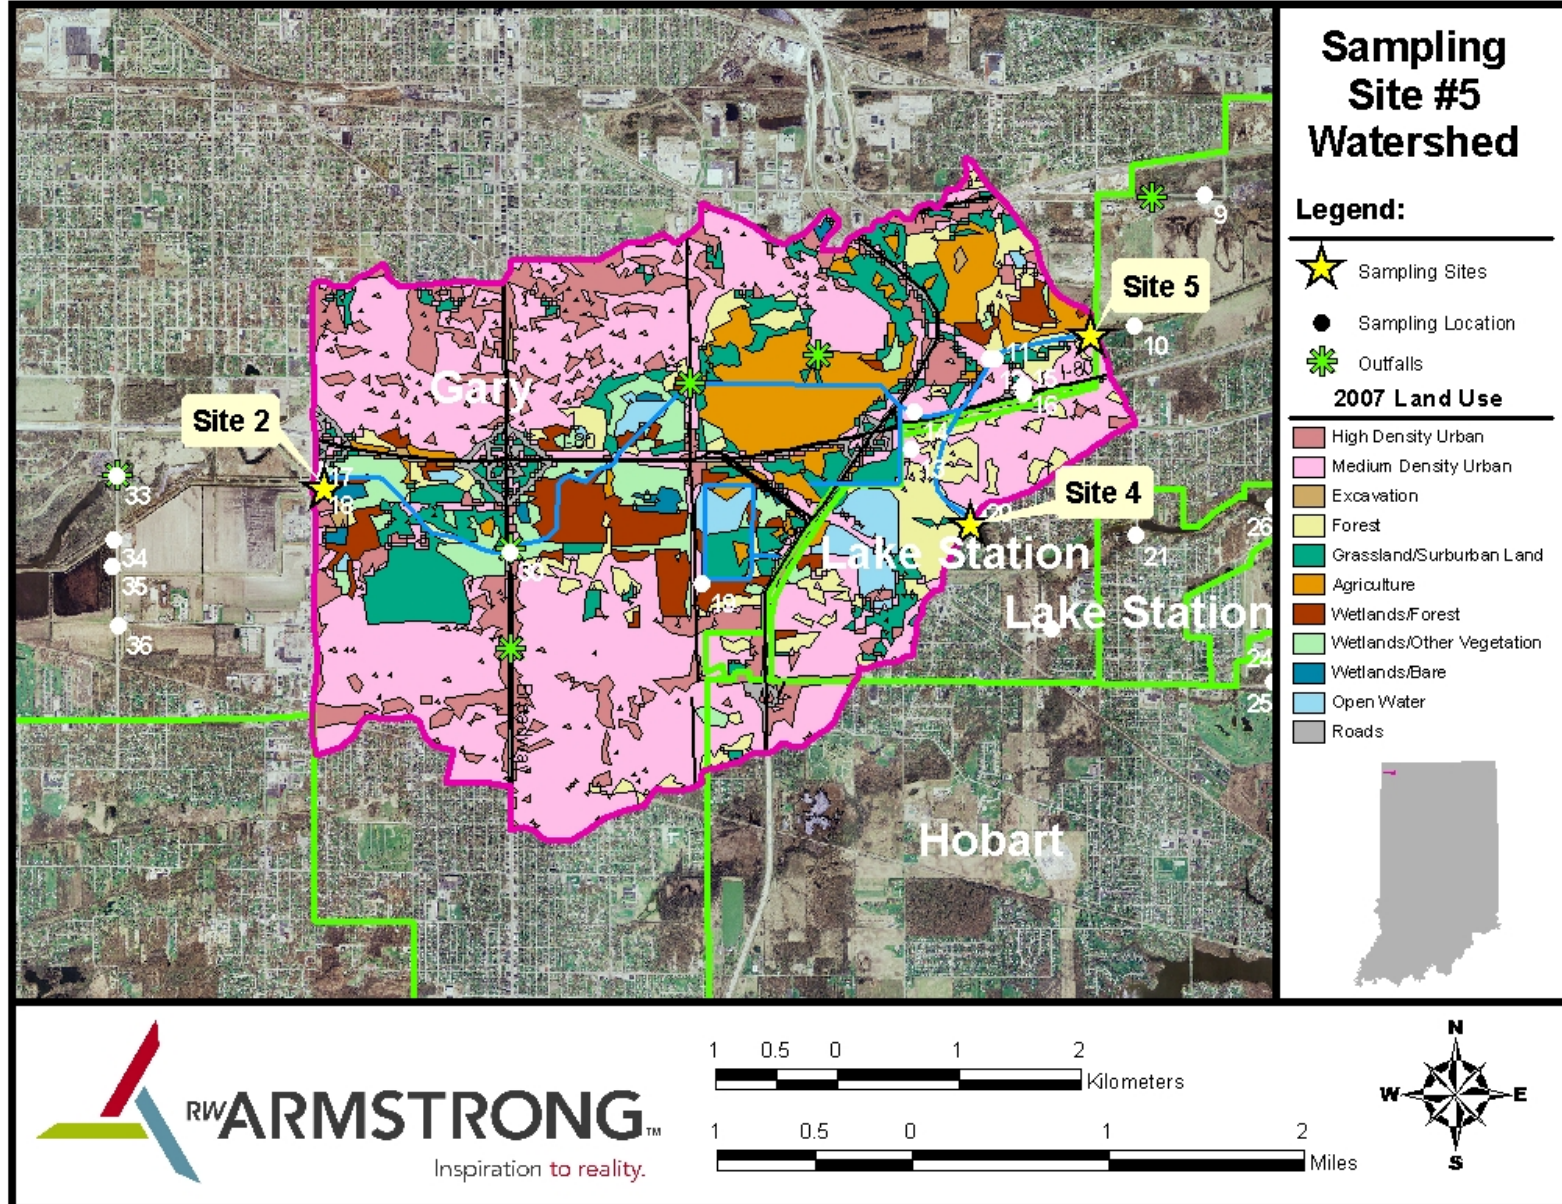 Sampling
Site #5
Watershed
Legend:
Sampling Sites
Sampling Location
Outfalls
2007 Land Use
High Density Urban
Medium Density Urban
Excavation
Forest
Grassland/Surburban Land
Agriculture
Wetlands/Forest
Wetlands/Other Vegetation
Wetlands/Bare
Open Water
Roads
9
Site 5
10
11
I-80
15
16
Gary
I-80
Site 2
17
18
33
34
35
36
14
13
Site 4
20
21
26
Lake Station
Lake Station
19
24
25
Hobart
RW ARMSTRONG™
Inspiration to reality.
1 0.5 0 1 2
Kilometers
1 0.5 0 1 2
Miles
N
W E
S